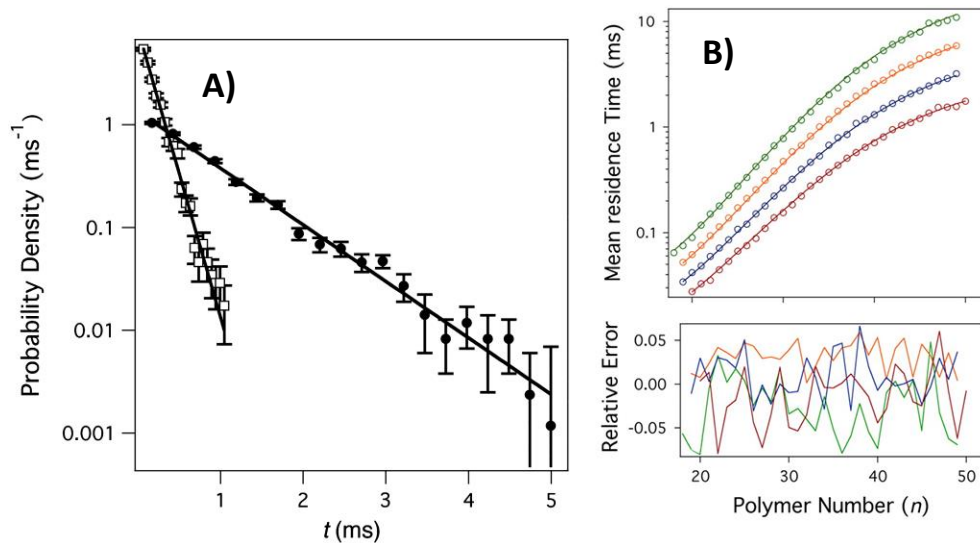 A)
Probability Density (ms⁻¹)
1
0.1
0.01
0.001
1 2 3 4 5
t (ms)
B)
Mean residence Time (ms)
10
1
0.1
Relative Error
0.05
0.00
-0.05
20 30 40 50
Polymer Number (n)